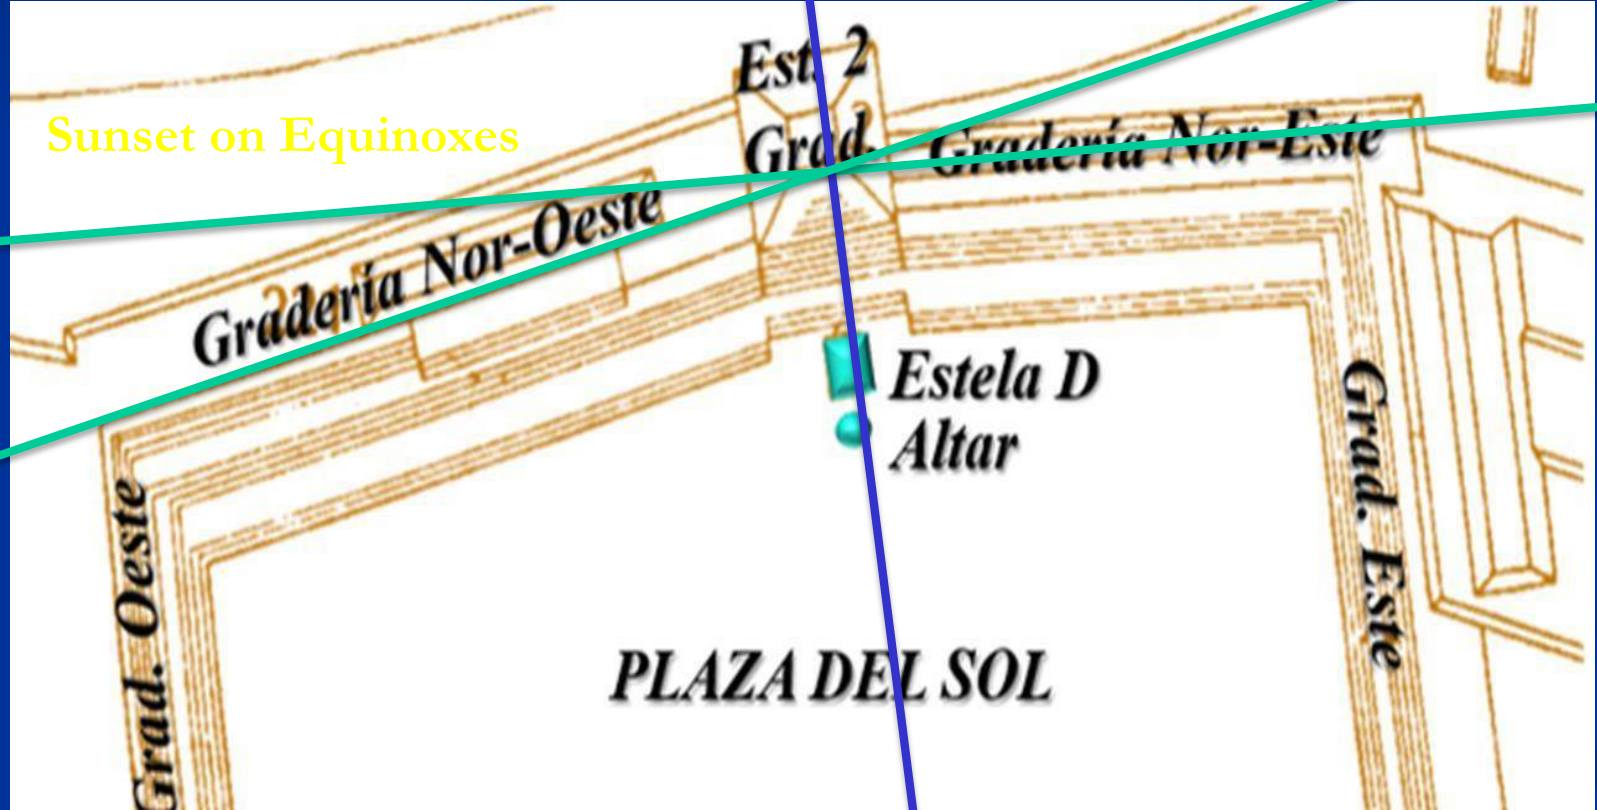 Est. 2
Sunset on Equinoxes
Grad.
Gradería Nor-Este
Gradería Nor-Oeste
Estela D
Altar
Grad. Este
Grad. Oeste
PLAZA DEL SOL